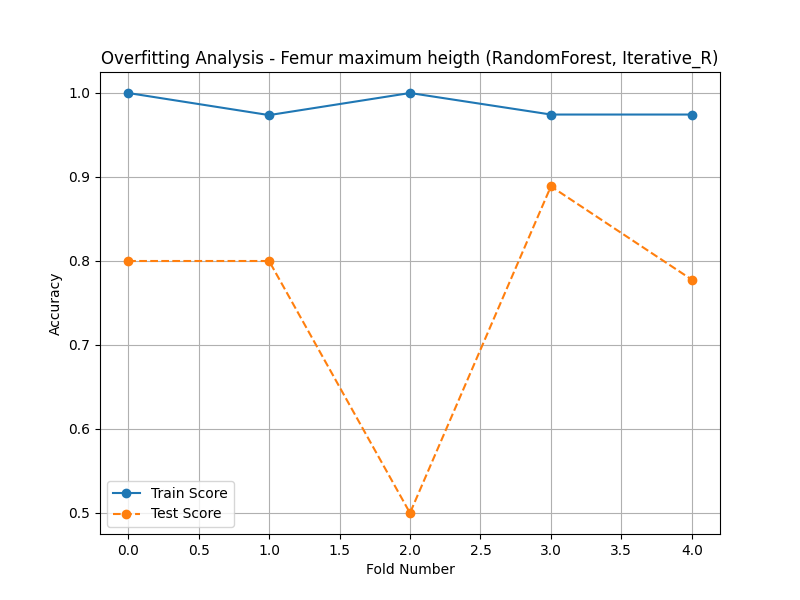 Overfitting Analysis - Femur maximum heigth (RandomForest, Iterative_R)
Accuracy
1.0
0.9
0.8
0.7
0.6
0.5
Train Score
Test Score
0.0 0.5 1.0 1.5 2.0 2.5 3.0 3.5 4.0
Fold Number